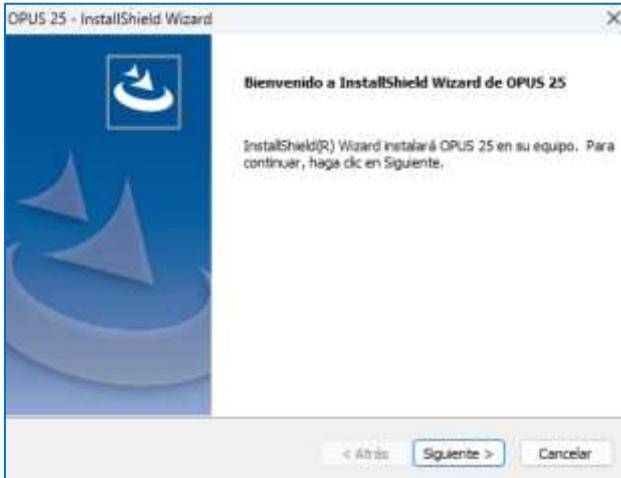 OPUS 25 - InstallShield Wizard
Bienvenido a InstallShield Wizard de OPUS 25
InstallShield(R) Wizard instalará OPUS 25 en su equipo. Para
continuar, haga clic en Siguiente.
< Atrás Siguiente > Cancelar